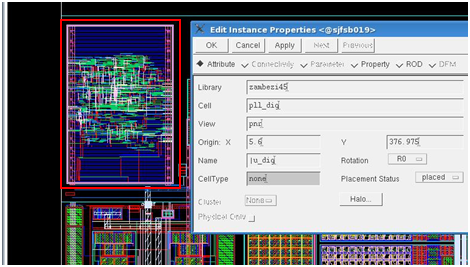 Edit Instance Properties <@sjfsb019>
OK Cancel Apply Next Previous
Attribute Connectivity Parameter Property ROD DFM
Library zambezi45
Cell pll_dig
View pnr
Origin: X 5.6 Y 376.975
Name |u_dig Rotation R0
CellType none Placement Status placed
Cluster None Halo...
Physical Only